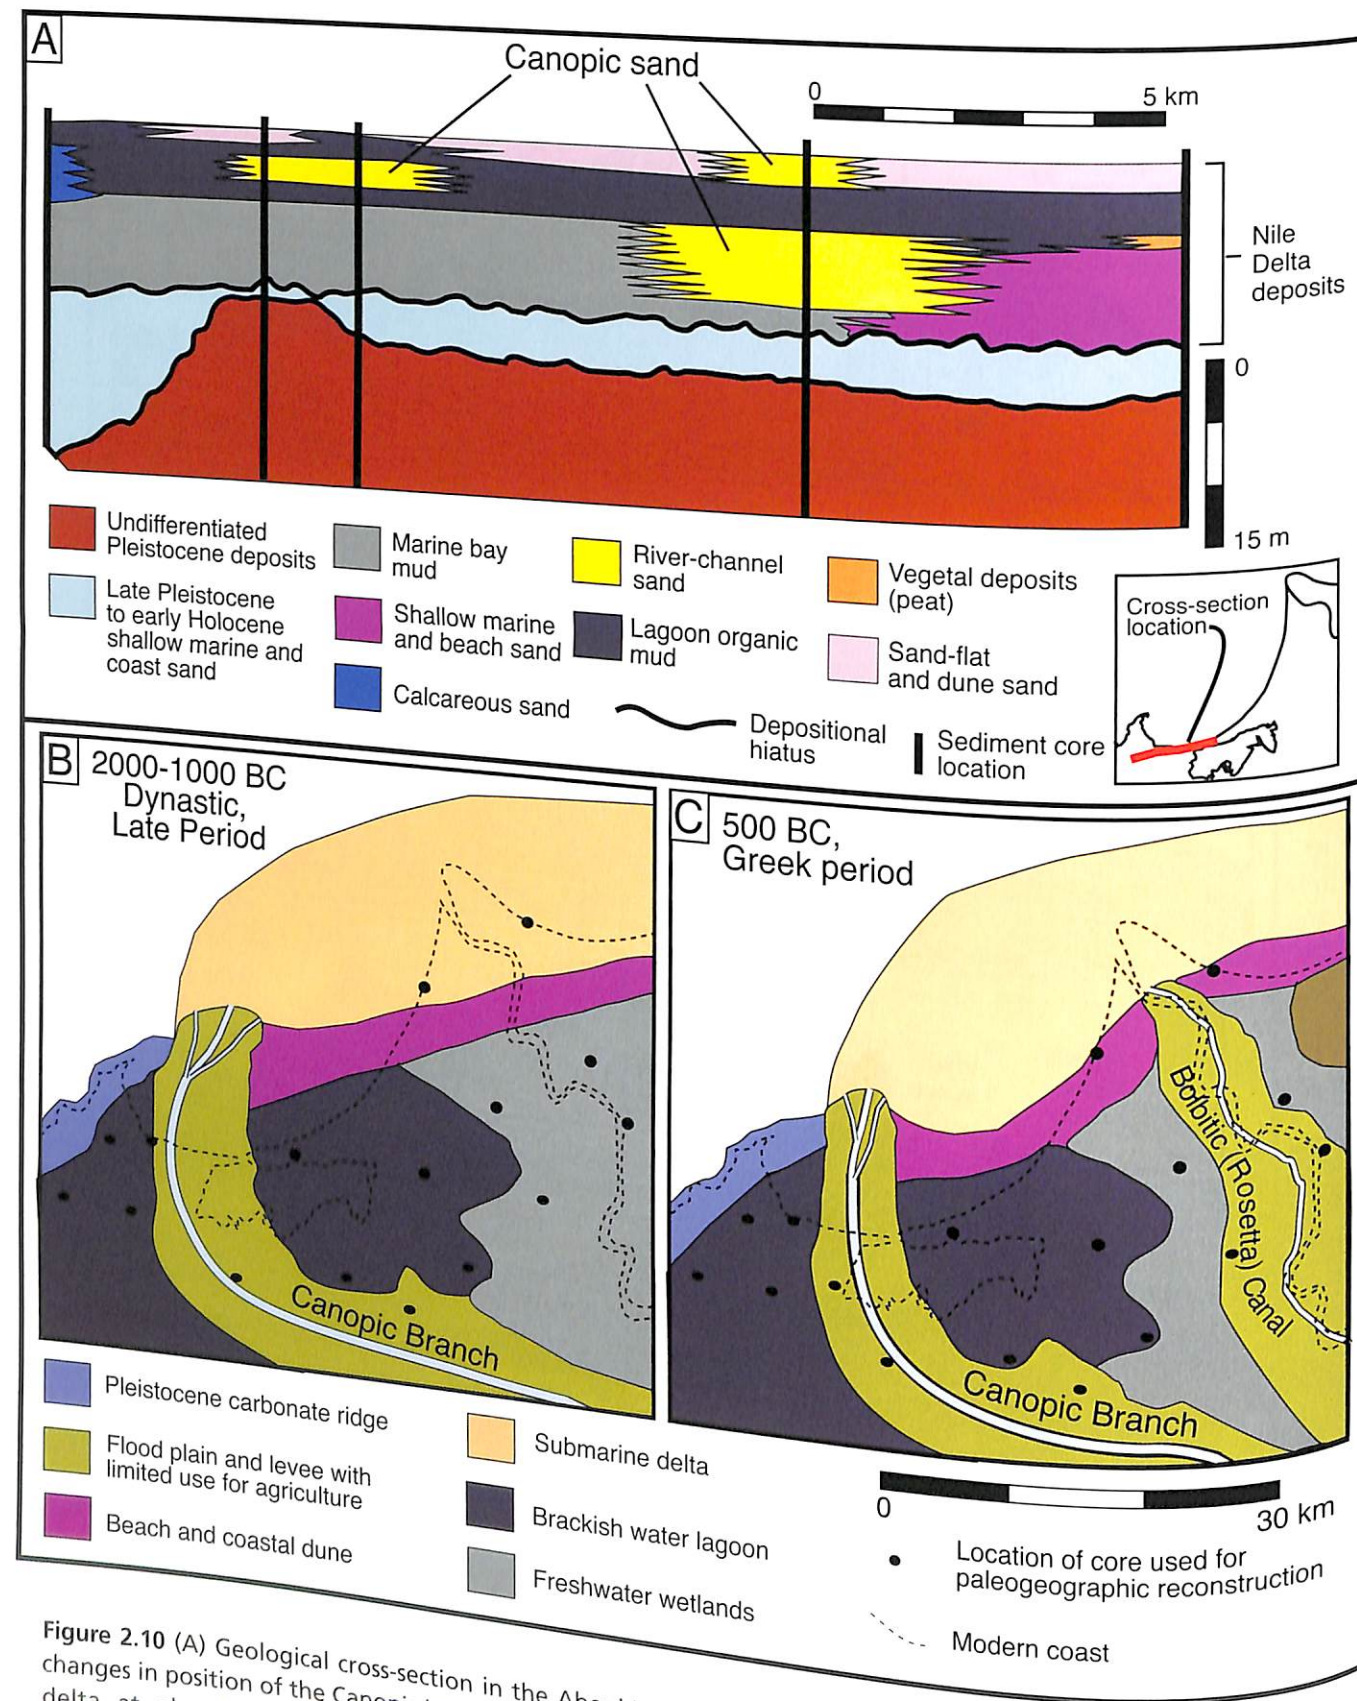 A
Canopic sand
0
5 km
Nile
Delta
deposits
0
15 m
Undifferentiated
Pleistocene deposits
Late Pleistocene
to early Holocene
shallow marine and
coast sand
Marine bay
mud
Shallow marine
and beach sand
Calcareous sand
River-channel
sand
Lagoon organic
mud
Depositional
hiatus
Vegetal deposits
(peat)
Sand-flat
and dune sand
Sediment core
location
Cross-section
location
B
2000-1000 BC
Dynastic,
Late Period
Canopic Branch
C
500 BC,
Greek period
Bolbitic (Rosetta) Canal
Canopic Branch
Pleistocene carbonate ridge
Flood plain and levee with
limited use for agriculture
Beach and coastal dune
Submarine delta
Brackish water lagoon
Freshwater wetlands
0
30 km
Location of core used for
paleogeographic reconstruction
Modern coast
Figure 2.10 (A) Geological cross-section in the
changes in position of the Canopic
delta